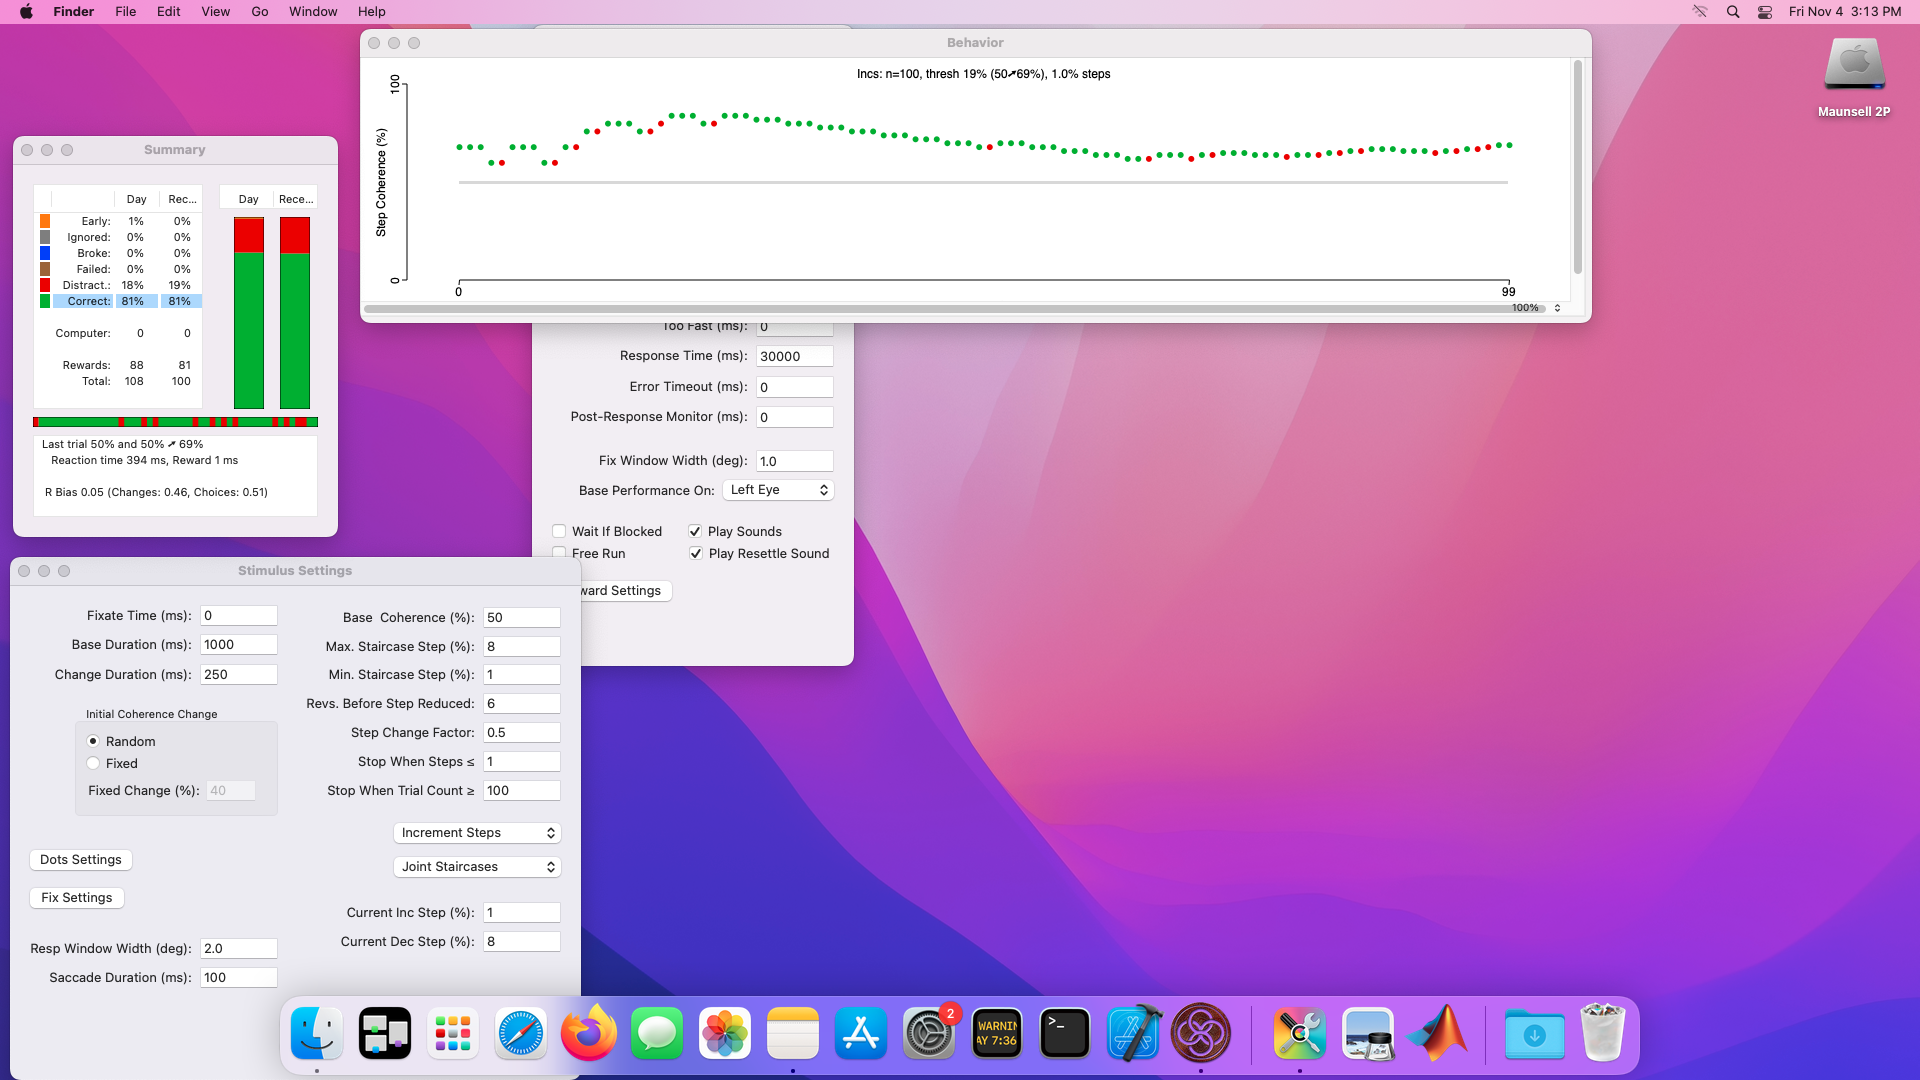 Finder File Edit View Go Window Help
Fri Nov 4 3:13 PM
Maunsell 2P
Behavior
Incs: n=100, thresh 19% (50➚69%), 1.0% steps
Step Coherence (%)
100
0
0
99
100%
Summary
Day Rec...
Early: 1% 0%
Ignored: 0% 0%
Broke: 0% 0%
Failed: 0% 0%
Distract.: 18% 19%
Correct: 81% 81%
Computer: 0 0
Rewards: 88 81
Total: 108 100
Day Rece...
Last trial 50% and 50% ➚ 69%
Reaction time 394 ms, Reward 1 ms
R Bias 0.05 (Changes: 0.46, Choices: 0.51)
Too Fast (ms): 0
Response Time (ms): 30000
Error Timeout (ms): 0
Post-Response Monitor (ms): 0
Fix Window Width (deg): 1.0
Base Performance On: Left Eye
Wait If Blocked Play Sounds
Free Run Play Resettle Sound
ward Settings
Stimulus Settings
Fixate Time (ms): 0
Base Duration (ms): 1000
Change Duration (ms): 250
Initial Coherence Change
Random
Fixed
Fixed Change (%): 40
Dots Settings
Fix Settings
Resp Window Width (deg): 2.0
Saccade Duration (ms): 100
Base Coherence (%): 50
Max. Staircase Step (%): 8
Min. Staircase Step (%): 1
Revs. Before Step Reduced: 6
Step Change Factor: 0.5
Stop When Steps ≤ 1
Stop When Trial Count ≥ 100
Increment Steps
Joint Staircases
Current Inc Step (%): 1
Current Dec Step (%): 8
2
WARNIN
AY 7:36
>_